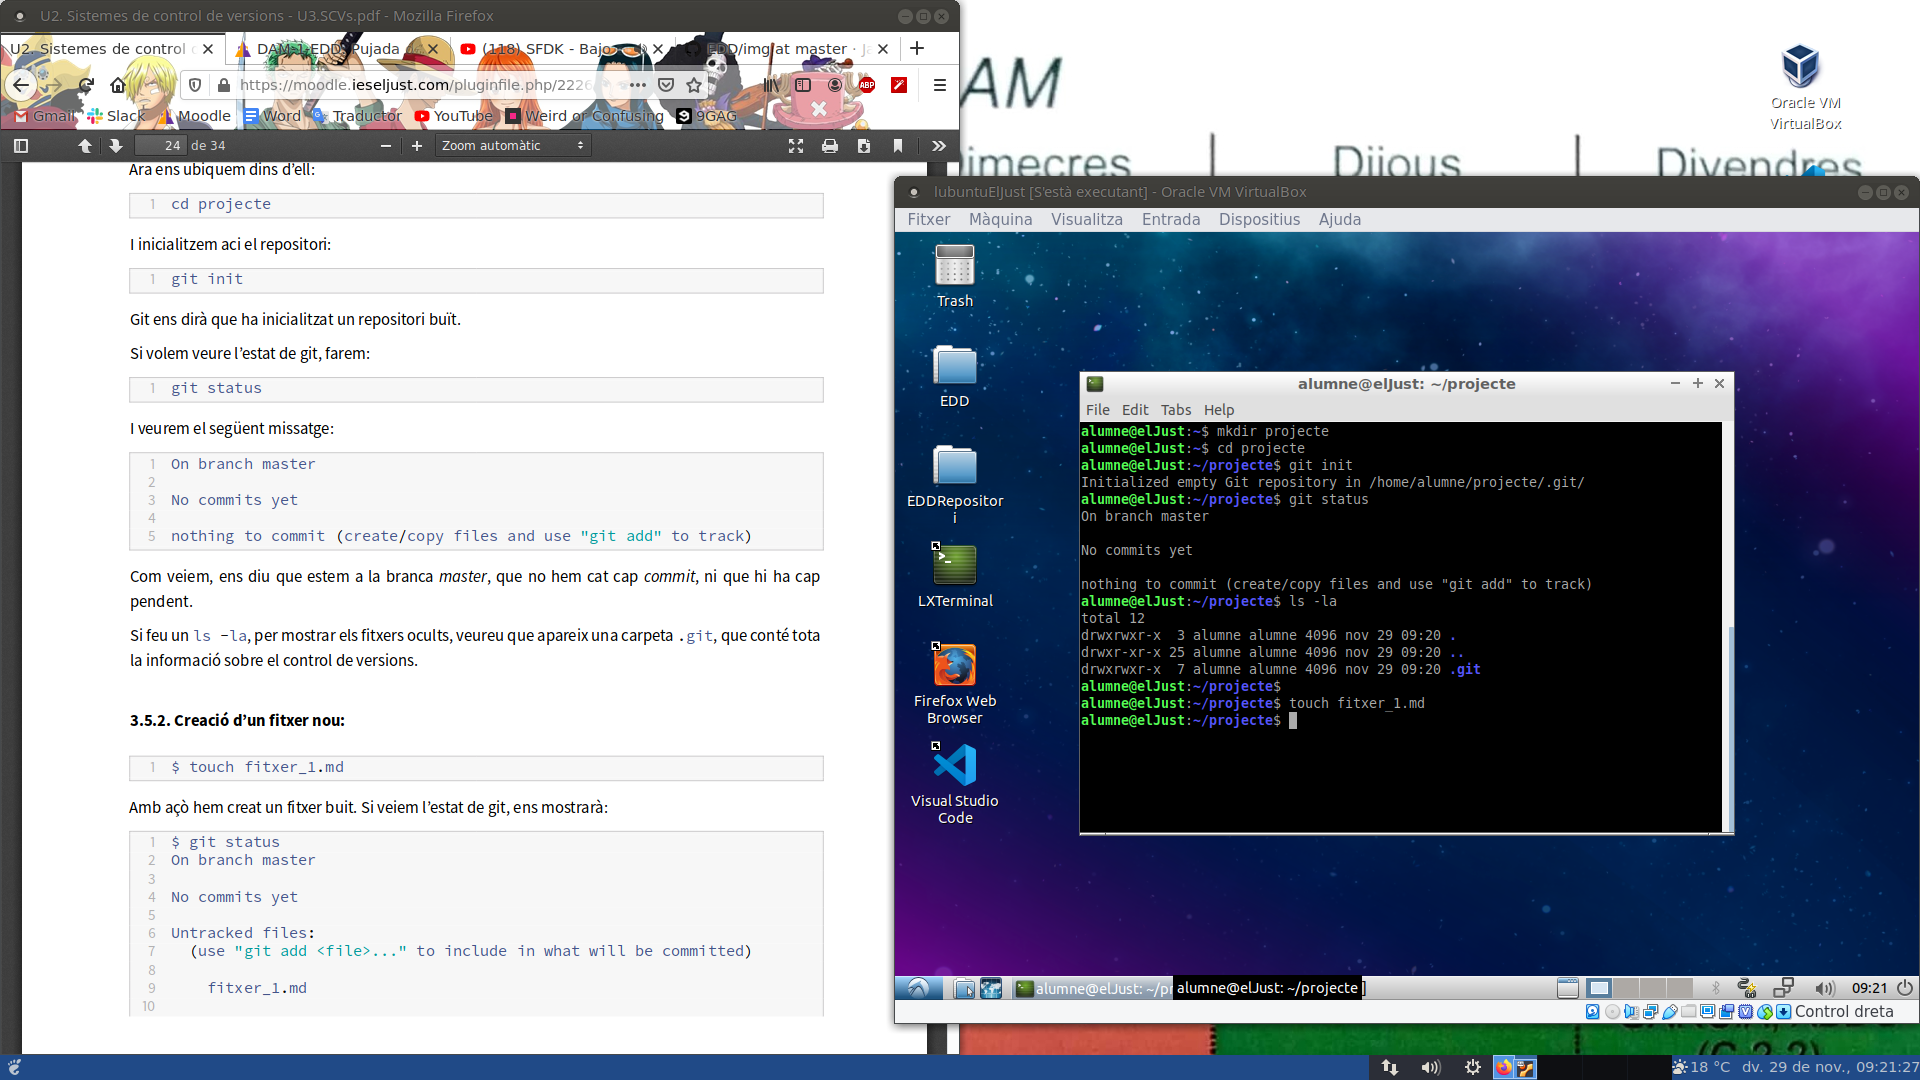 U2. Sistemes de control de versions - U3.SCVs.pdf - Mozilla Firefox
U2. Sistemes de control
DAM-1-EDD: Pujada
(118) SFDK - Bajo
EDD/img at master · J
https://moodle.ieseljust.com/pluginfile.php/2226
Gmail
Slack
Moodle
Word
Traductor
YouTube
Weird or Confusing
9GAG
24 de 34
Zoom automàtic
Ara ens ubiquem dins d’ell:
1 cd projecte
I inicialitzem aci el repositori:
1 git init
Git ens dirà que ha inicialitzat un repositori buït.
Si volem veure l’estat de git, farem:
1 git status
I veurem el següent missatge:
1 On branch master
2
3 No commits yet
4
5 nothing to commit (create/copy files and use "git add" to track)
Com veiem, ens diu que estem a la branca master, que no hem cat cap commit, ni que hi ha cap
pendent.
Si feu un ls -la, per mostrar els fitxers ocults, veureu que apareix una carpeta .git, que conté tota
la informació sobre el control de versions.
3.5.2. Creació d’un fitxer nou:
1 $ touch fitxer_1.md
Amb açò hem creat un fitxer buit. Si veiem l’estat de git, ens mostrarà:
1 $ git status
2 On branch master
3
4 No commits yet
5
6 Untracked files:
7 (use "git add <file>..." to include in what will be committed)
8
9 fitxer_1.md
10
AM
imecres
Dijous
Divendres
Oracle VM
VirtualBox
lubuntuElJust [S'està executant] - Oracle VM VirtualBox
Fitxer Màquina Visualitza Entrada Dispositius Ajuda
Trash
EDD
EDDRepositor
i
LXTerminal
Firefox Web
Browser
Visual Studio
Code
alumne@elJust: ~/projecte
File Edit Tabs Help
alumne@elJust:~$ mkdir projecte
alumne@elJust:~$ cd projecte
alumne@elJust:~/projecte$ git init
Initialized empty Git repository in /home/alumne/projecte/.git/
alumne@elJust:~/projecte$ git status
On branch master
No commits yet
nothing to commit (create/copy files and use "git add" to track)
alumne@elJust:~/projecte$ ls -la
total 12
drwxrwxr-x  3 alumne alumne 4096 nov 29 09:20 .
drwxr-xr-x 25 alumne alumne 4096 nov 29 09:20 ..
drwxrwxr-x  7 alumne alumne 4096 nov 29 09:20 .git
alumne@elJust:~/projecte$
alumne@elJust:~/projecte$ touch fitxer_1.md
alumne@elJust:~/projecte$
alumne@elJust: ~/pr
alumne@elJust: ~/projecte
09:21
Control dreta
18 °C
dv. 29 de nov., 09:21:27